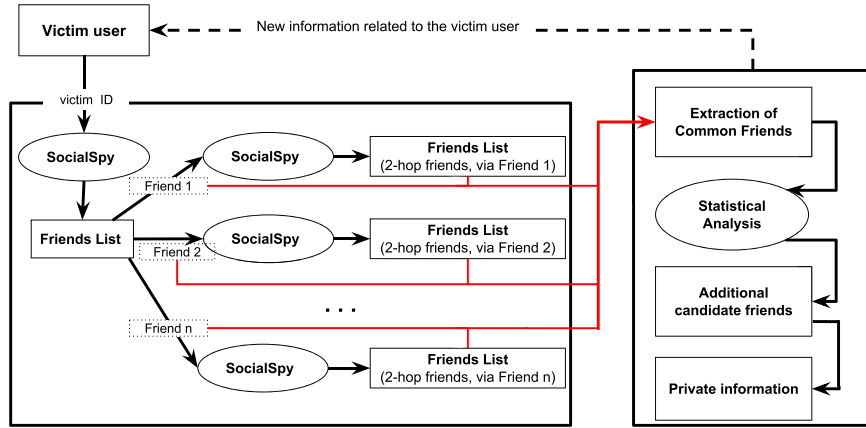 Victim user
New information related to the victim user
victim ID
SocialSpy
Friends List
Friend 1
SocialSpy
Friends List
(2-hop friends, via Friend 1)
Friend 2
SocialSpy
Friends List
(2-hop friends, via Friend 2)
. . .
Friend n
SocialSpy
Friends List
(2-hop friends, via Friend n)
Extraction of
Common Friends
Statistical
Analysis
Additional
candidate friends
Private information